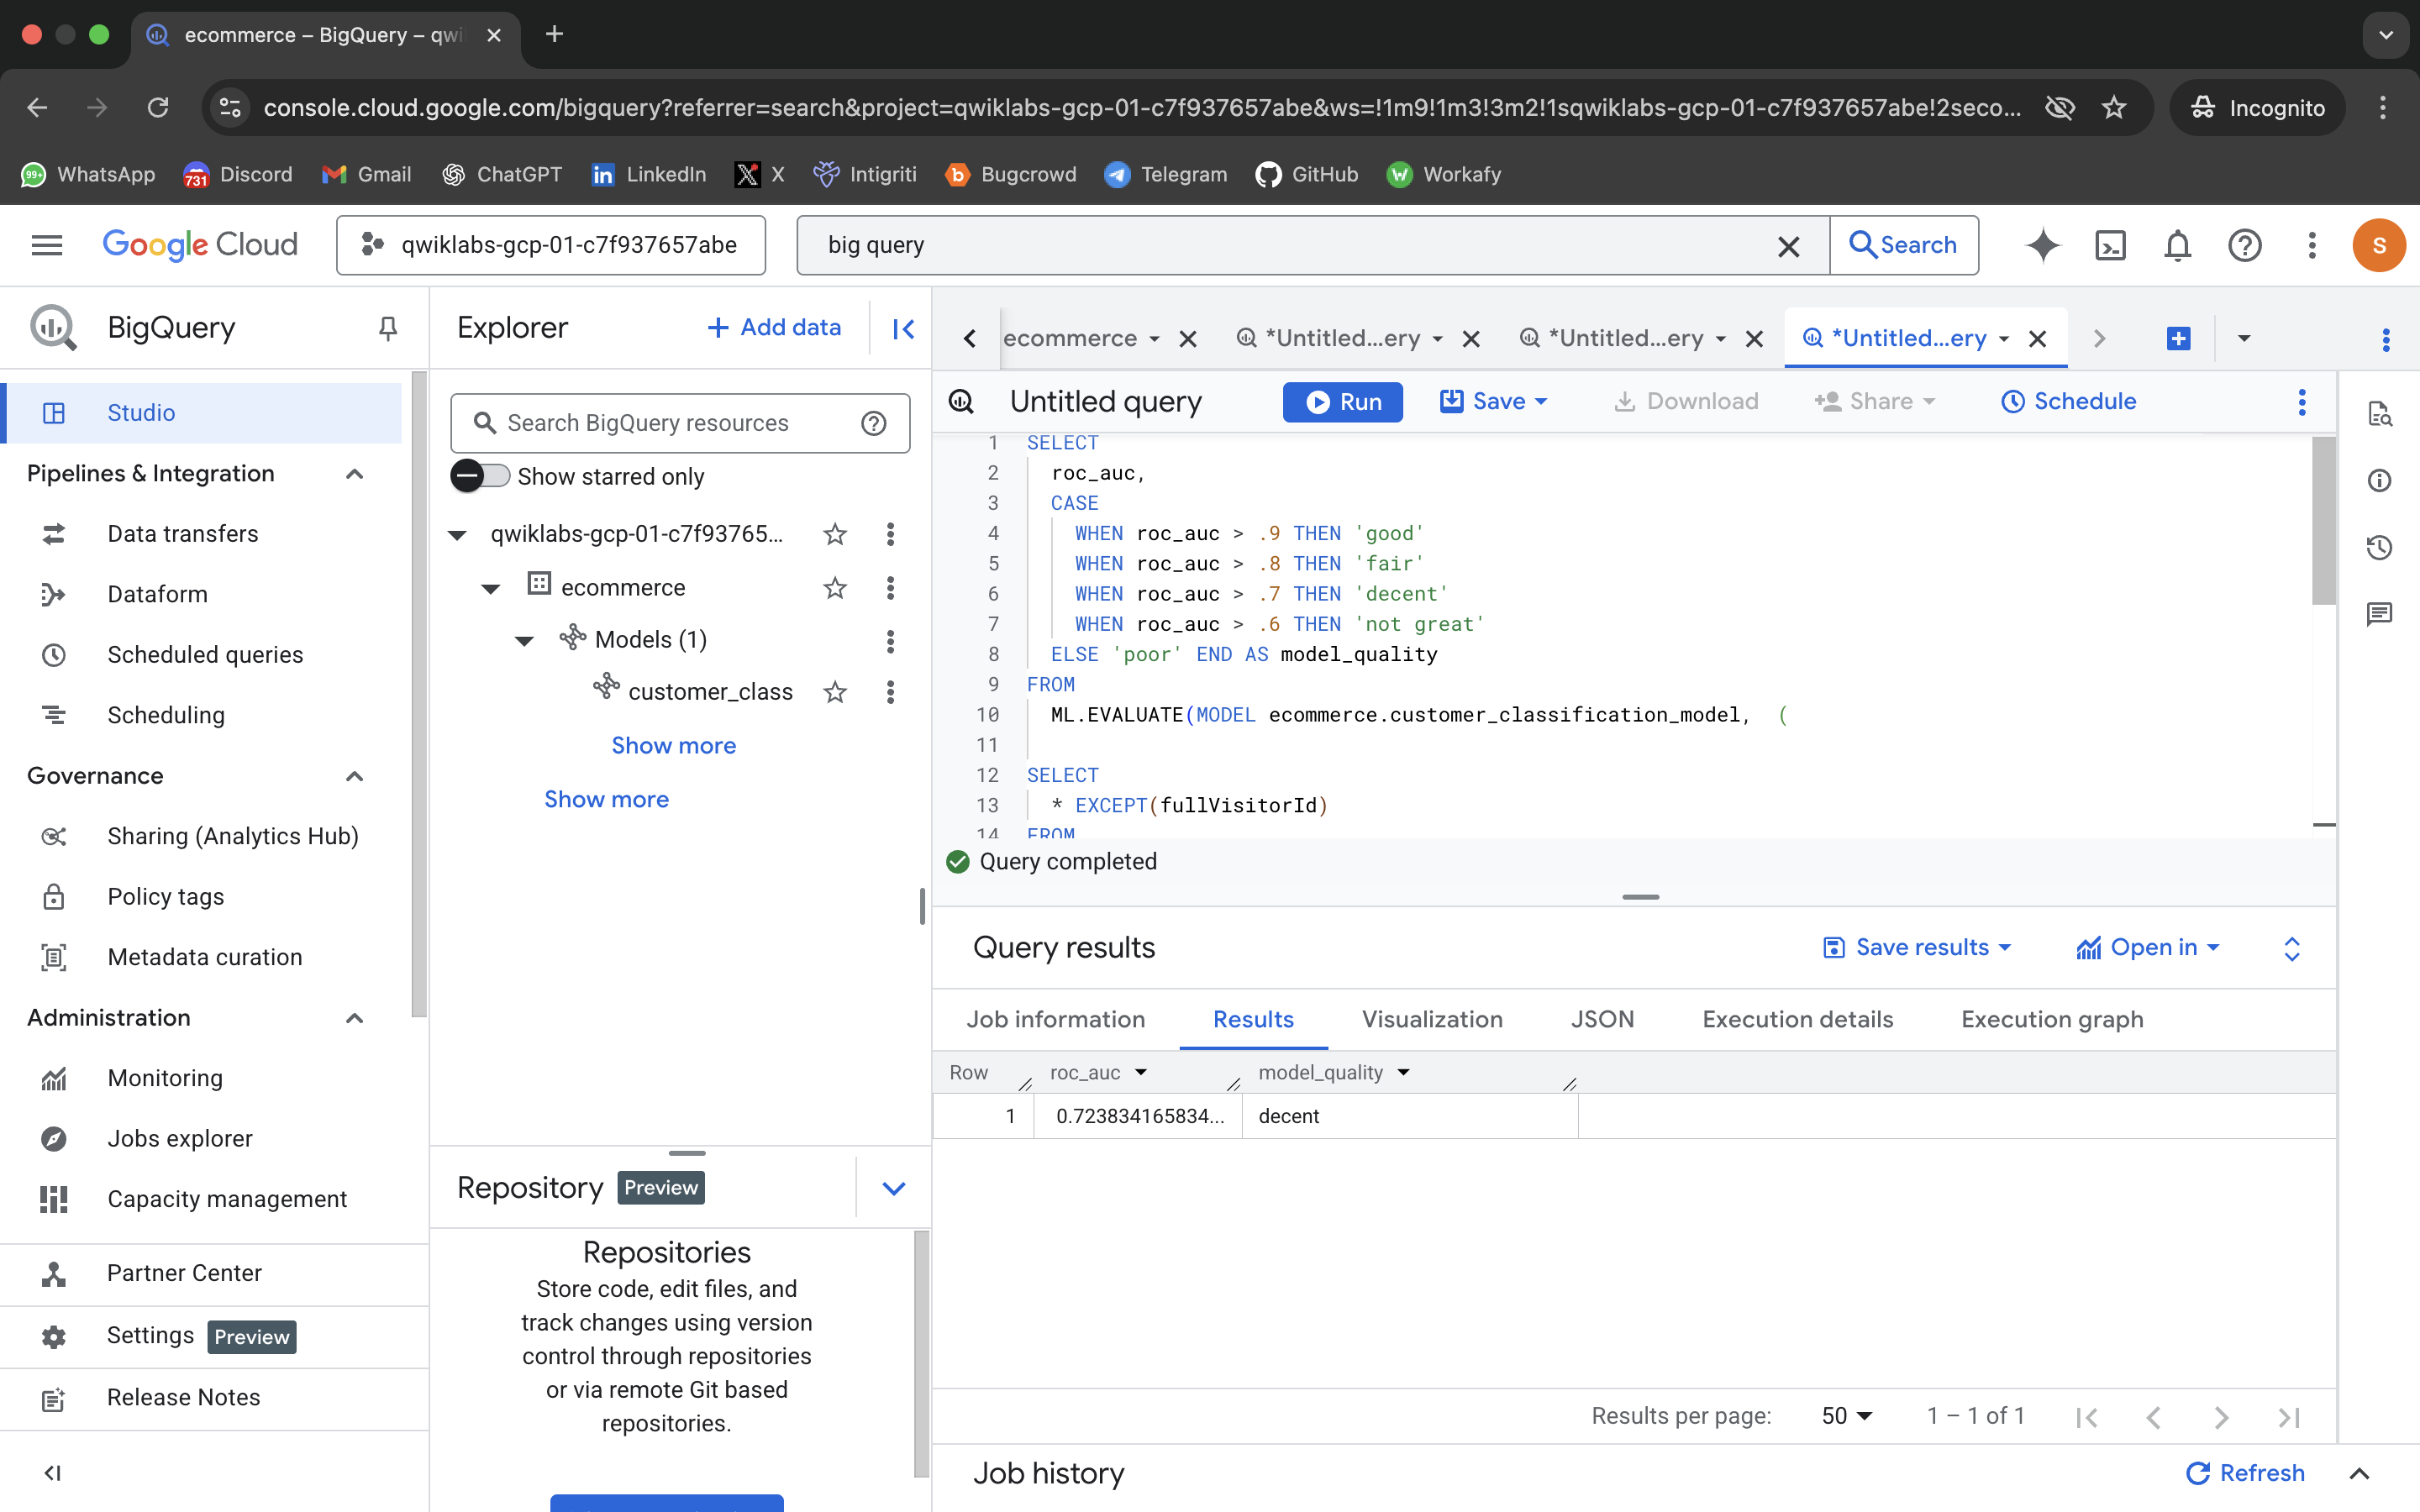 ecommerce – BigQuery – qwi
console.cloud.google.com/bigquery?referrer=search&project=qwiklabs-gcp-01-c7f937657abe&ws=!1m9!1m3!3m2!1sqwiklabs-gcp-01-c7f937657abe!2seco...
Incognito
99+ WhatsApp
731 Discord
Gmail
ChatGPT
LinkedIn
X
Intigriti
Bugcrowd
Telegram
GitHub
Workafy
Google Cloud
qwiklabs-gcp-01-c7f937657abe
big query
Search
S
BigQuery
Studio
Pipelines & Integration
Data transfers
Dataform
Scheduled queries
Scheduling
Governance
Sharing (Analytics Hub)
Policy tags
Metadata curation
Administration
Monitoring
Jobs explorer
Capacity management
Partner Center
Settings Preview
Release Notes
Explorer
+ Add data
Search BigQuery resources
Show starred only
qwiklabs-gcp-01-c7f93765...
ecommerce
Models (1)
customer_class
Show more
Show more
Repository Preview
Repositories
Store code, edit files, and
track changes using version
control through repositories
or via remote Git based
repositories.
ecommerce
*Untitled...ery
*Untitled...ery
*Untitled...ery
Untitled query
Run
Save
Download
Share
Schedule
1 SELECT
2 roc_auc,
3 CASE
4 WHEN roc_auc > .9 THEN 'good'
5 WHEN roc_auc > .8 THEN 'fair'
6 WHEN roc_auc > .7 THEN 'decent'
7 WHEN roc_auc > .6 THEN 'not great'
8 ELSE 'poor' END AS model_quality
9 FROM
10 ML.EVALUATE(MODEL ecommerce.customer_classification_model,  (
11
12 SELECT
13 * EXCEPT(fullVisitorId)
14 FROM
Query completed
Query results
Save results
Open in
Job information
Results
Visualization
JSON
Execution details
Execution graph
Row roc_auc model_quality
1 0.723834165834... decent
Results per page: 50 1 – 1 of 1
Job history
Refresh